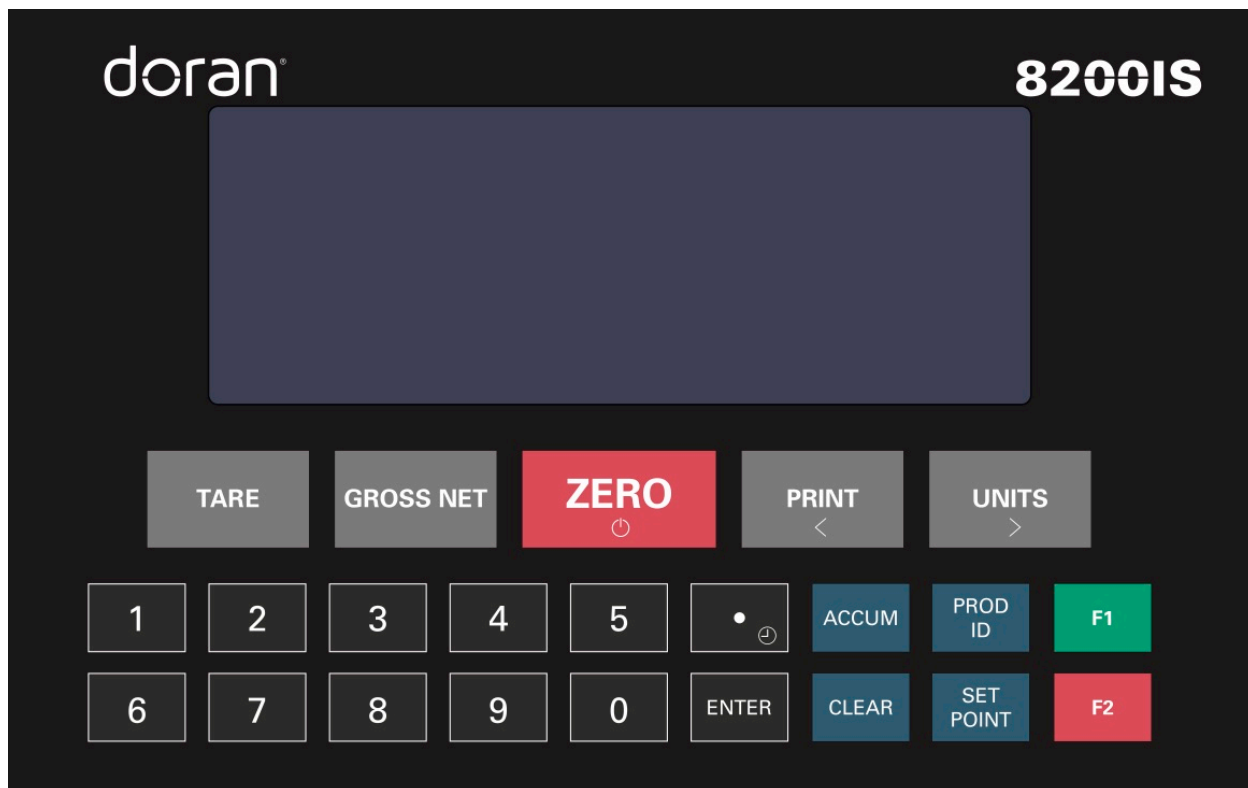 doran®
8200IS
TARE
GROSS NET
ZERO
PRINT
<
UNITS
>
1
2
3
4
5
•
ACCUM
PROD
ID
F1
6
7
8
9
0
ENTER
CLEAR
SET
POINT
F2